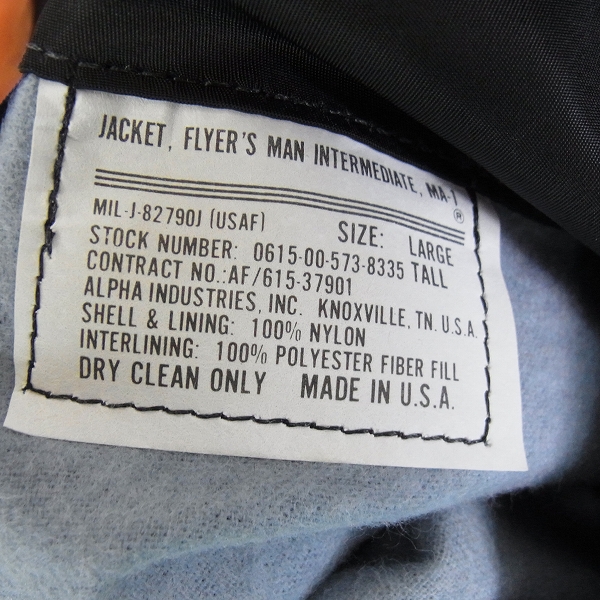 JACKET, FLYER'S MAN INTERMEDIATE, MA-1 ®
MIL-J-82790J (USAF) SIZE: LARGE
STOCK NUMBER: 0615-00-573-8335 TALL
CONTRACT NO.:AF/615-37901
ALPHA INDUSTRIES, INC. KNOXVILLE, TN. U.S.A.
SHELL & LINING: 100% NYLON
INTERLINING: 100% POLYESTER FIBER FILL
DRY CLEAN ONLY MADE IN U.S.A.